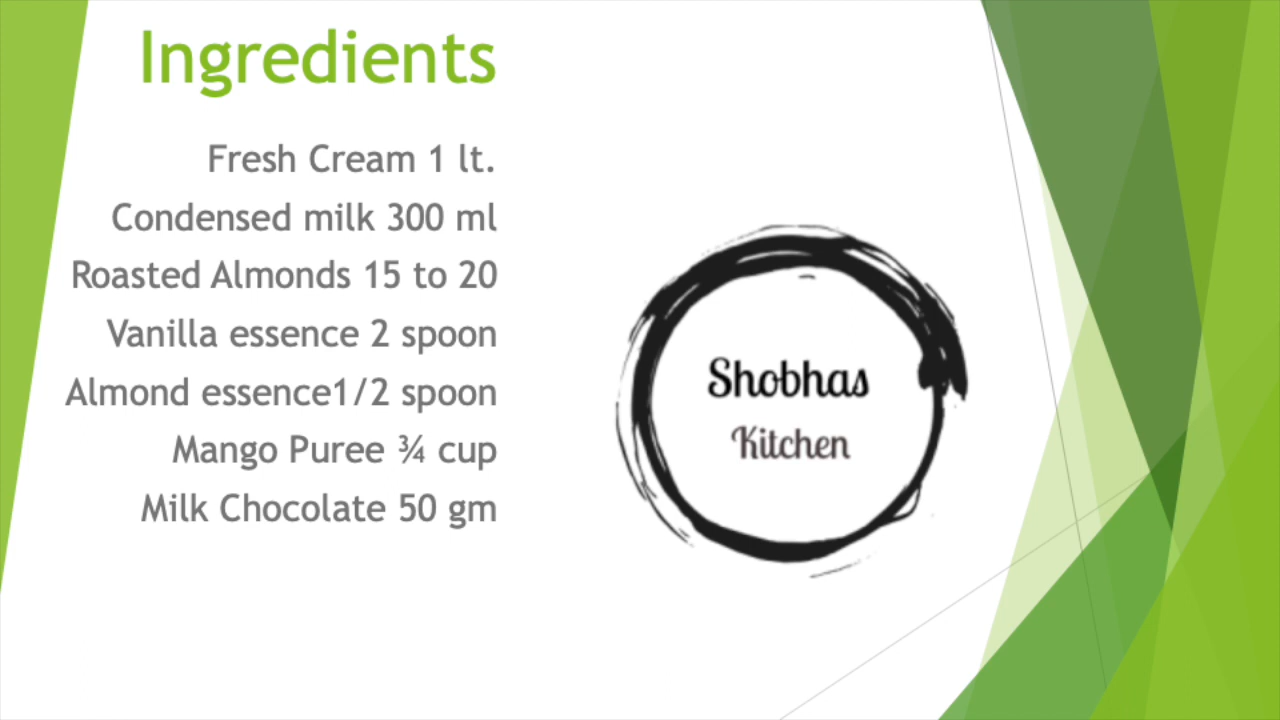 Ingredients
Fresh Cream 1 lt.
Condensed milk 300 ml
Roasted Almonds 15 to 20
Vanilla essence 2 spoon
Almond essence1/2 spoon
Mango Puree ¾ cup
Milk Chocolate 50 gm
Shobhas
Kitchen